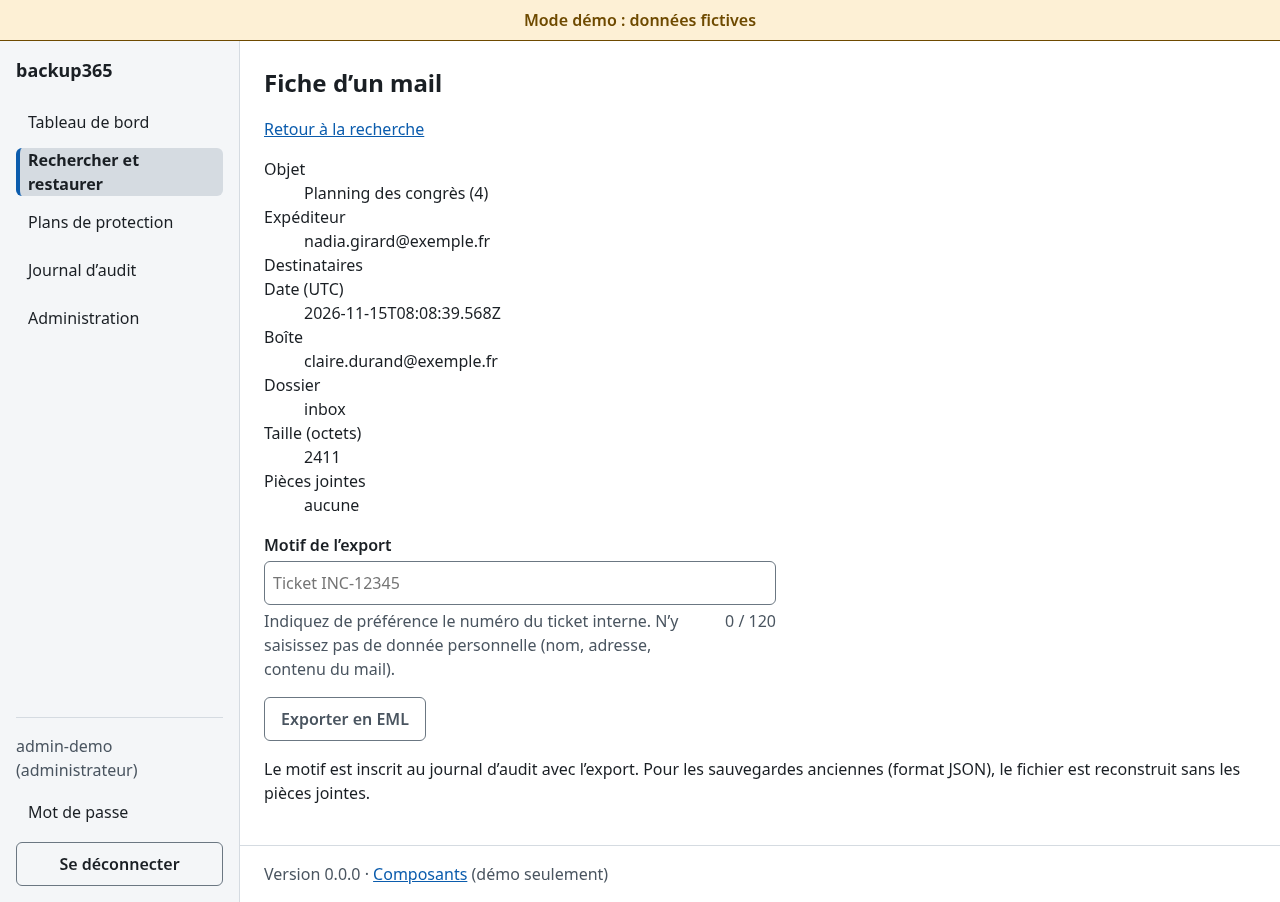 Mode démo : données fictives
backup365
Tableau de bord
Rechercher et
restaurer
Plans de protection
Journal d’audit
Administration
admin-demo
(administrateur)
Mot de passe
Se déconnecter
Fiche d’un mail
Retour à la recherche
Objet
Planning des congrès (4)
Expéditeur
nadia.girard@exemple.fr
Destinataires
Date (UTC)
2026-11-15T08:08:39.568Z
Boîte
claire.durand@exemple.fr
Dossier
inbox
Taille (octets)
2411
Pièces jointes
aucune
Motif de l’export
Ticket INC-12345
Indiquez de préférence le numéro du ticket interne. N’y 0 / 120
saisissez pas de donnée personnelle (nom, adresse,
contenu du mail).
Exporter en EML
Le motif est inscrit au journal d’audit avec l’export. Pour les sauvegardes anciennes (format JSON), le fichier est reconstruit sans les
pièces jointes.
Version 0.0.0 · Composants (démo seulement)